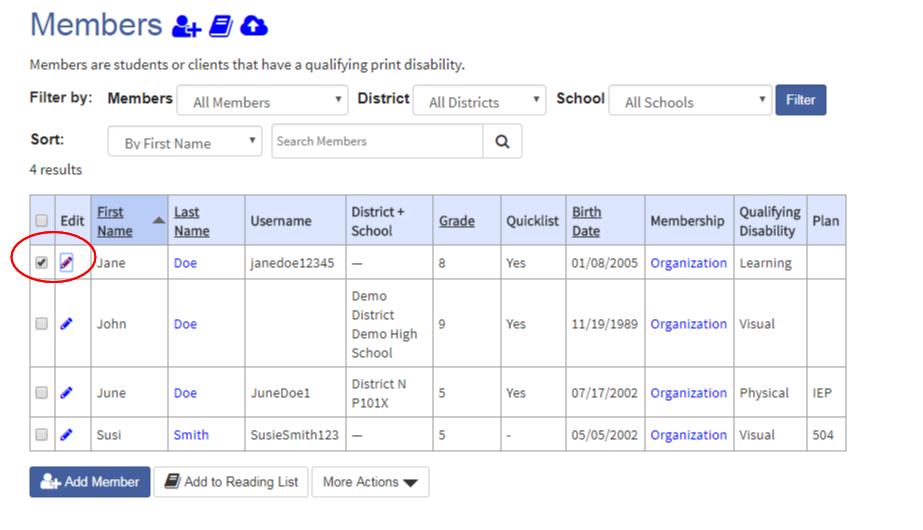 Members
Members are students or clients that have a qualifying print disability.
Filter by: Members All Members District All Districts School All Schools Filter
Sort: By First Name Search Members
4 results
Edit First Name Last Name Username District + School Grade Quicklist Birth Date Membership Qualifying Disability Plan
Jane Doe janedoe12345 — 8 Yes 01/08/2005 Organization Learning
John Doe Demo District Demo High School 9 Yes 11/19/1989 Organization Visual
June Doe JuneDoe1 District N P101X 5 Yes 07/17/2002 Organization Physical IEP
Susi Smith SusieSmith123 — 5 - 05/05/2002 Organization Visual 504
Add Member Add to Reading List More Actions